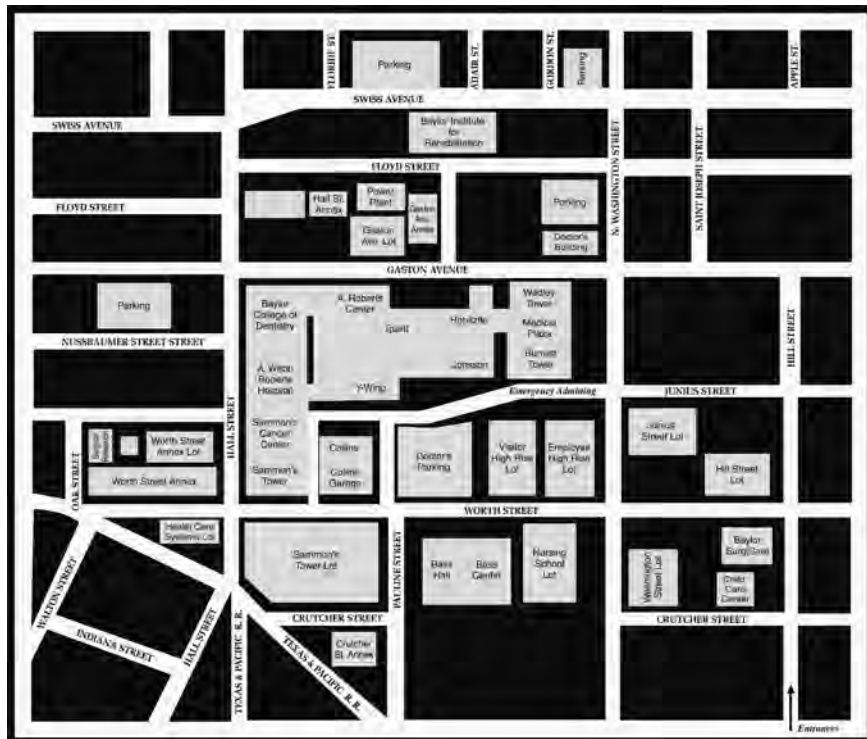 FLORIDE ST.
Parking
ADAIR ST.
GORDON ST.
Parking
APPLE ST.
SWISS AVENUE
SWISS AVENUE
Baylor Institute
for
Rehabilitation
N. WASHINGTON STREET
SAINT JOSEPH STREET
FLOYD STREET
FLOYD STREET
Hall St.
Annex
Power
Plant
Gaston
Ave. Lot
Gaston
Ave.
Annex
Parking
Doctor's
Building
GASTON AVENUE
Parking
Baylor
College of
Dentistry
A. Roberts
Center
Truett
Hoblitzelle
Wadley
Tower
Medical
Plaza
Barnett
Tower
HILL STREET
NUSSBAUMER STREET STREET
A. Webb
Roberts
Hospital
Jonsson
Y-Wing
Emergency Admitting
JUNIUS STREET
HALL STREET
Sammon's
Cancer
Center
Sammon's
Tower
Collins
Collins
Garage
Doctor's
Parking
Visitor
High Rise
Lot
Employee
High Rise
Lot
Junius
Street Lot
Hill Street
Lot
OAK STREET
Worth Street
Annex Lot
Worth Street Annex
WORTH STREET
Health Care
Systems Lot
Sammon's
Tower Lot
PAULINE STREET
Bass
Hall
Bass
Center
Nursing
School
Lot
Washington
Street Lot
Baylor
SurgiCare
Child
Care
Center
WALTON STREET
INDIANA STREET
HALL STREET
TEXAS & PACIFIC R.R.
CRUTCHER STREET
TEXAS & PACIFIC R.R.
Crutcher
St. Annex
CRUTCHER STREET
Entrances